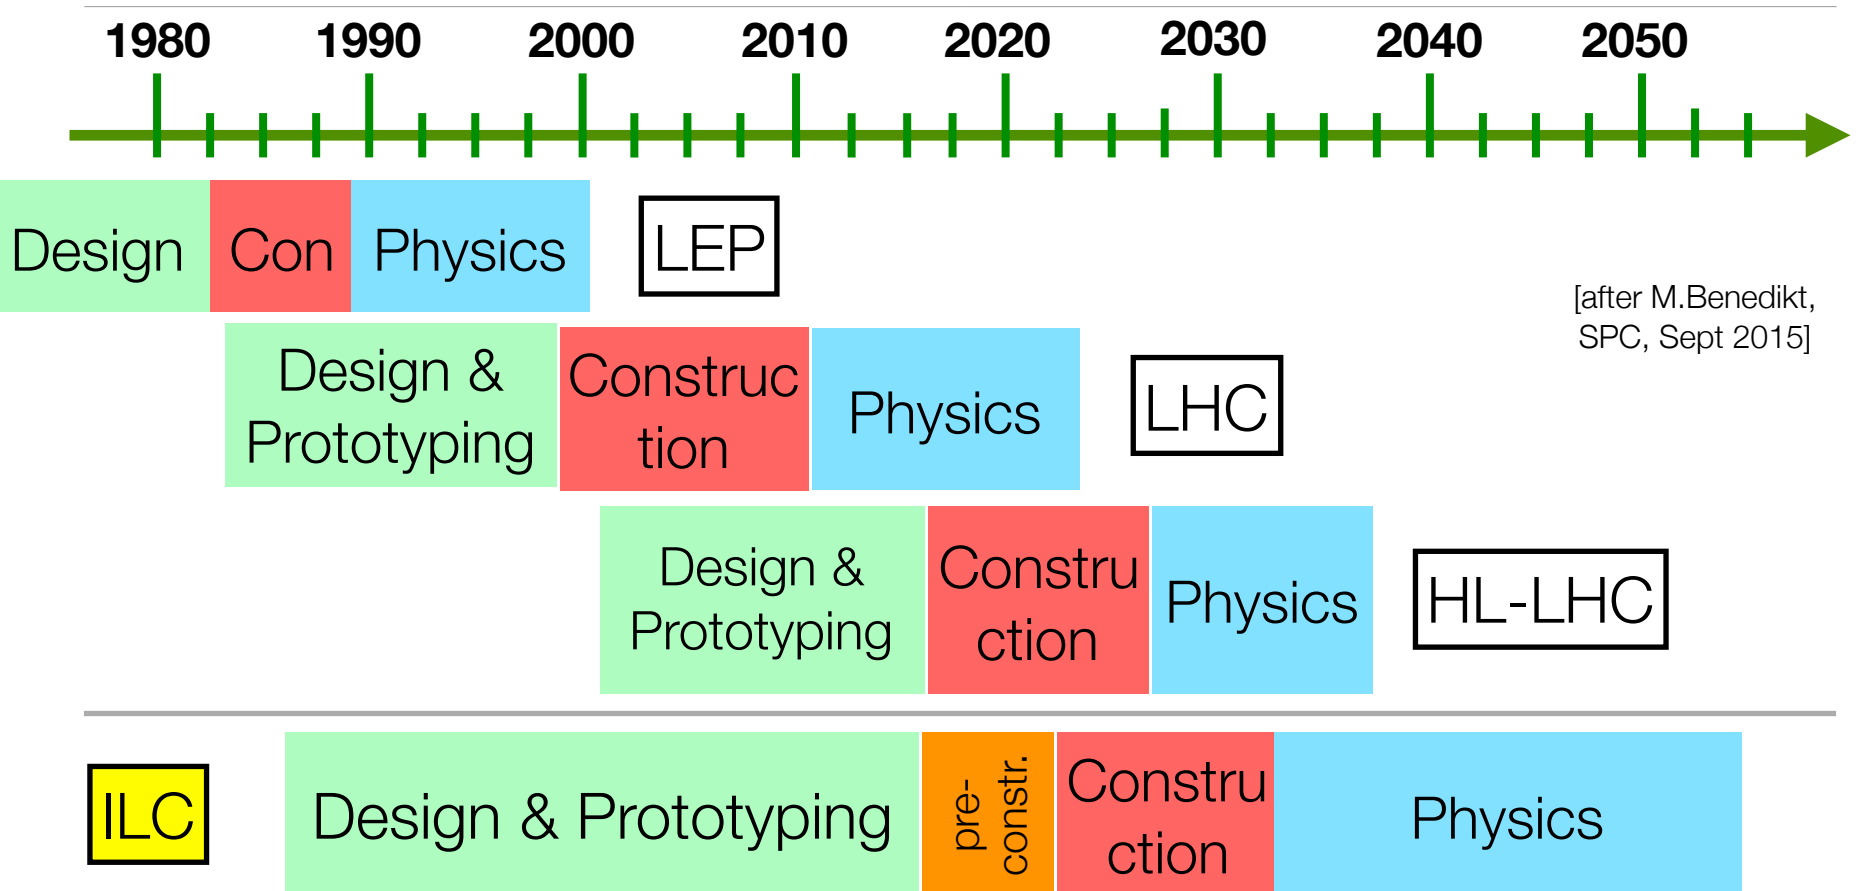 1980 1990 2000 2010 2020 2030 2040 2050
Design Con Physics LEP
[after M.Benedikt,
SPC, Sept 2015]
Design &
Prototyping
Construc
tion
Physics
LHC
Design &
Prototyping
Constru
ction
Physics
HL-LHC
ILC
Design & Prototyping
pre-
constr.
Constru
ction
Physics